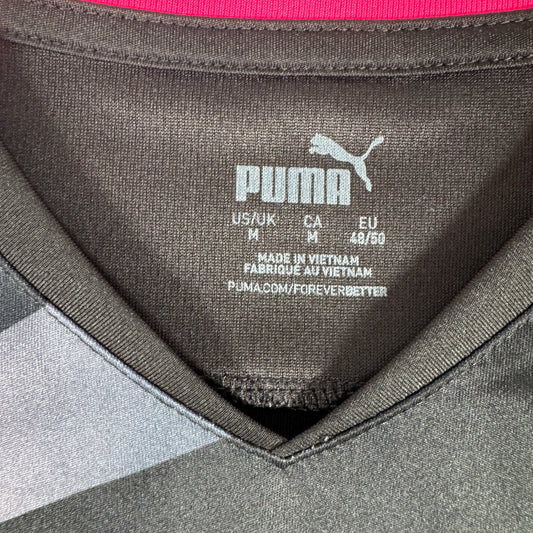 PUMA
US/UK CA EU
M M 48/50
MADE IN VIETNAM
FABRIQUÉ AU VIETNAM
PUMA.COM/FOREVERBETTER